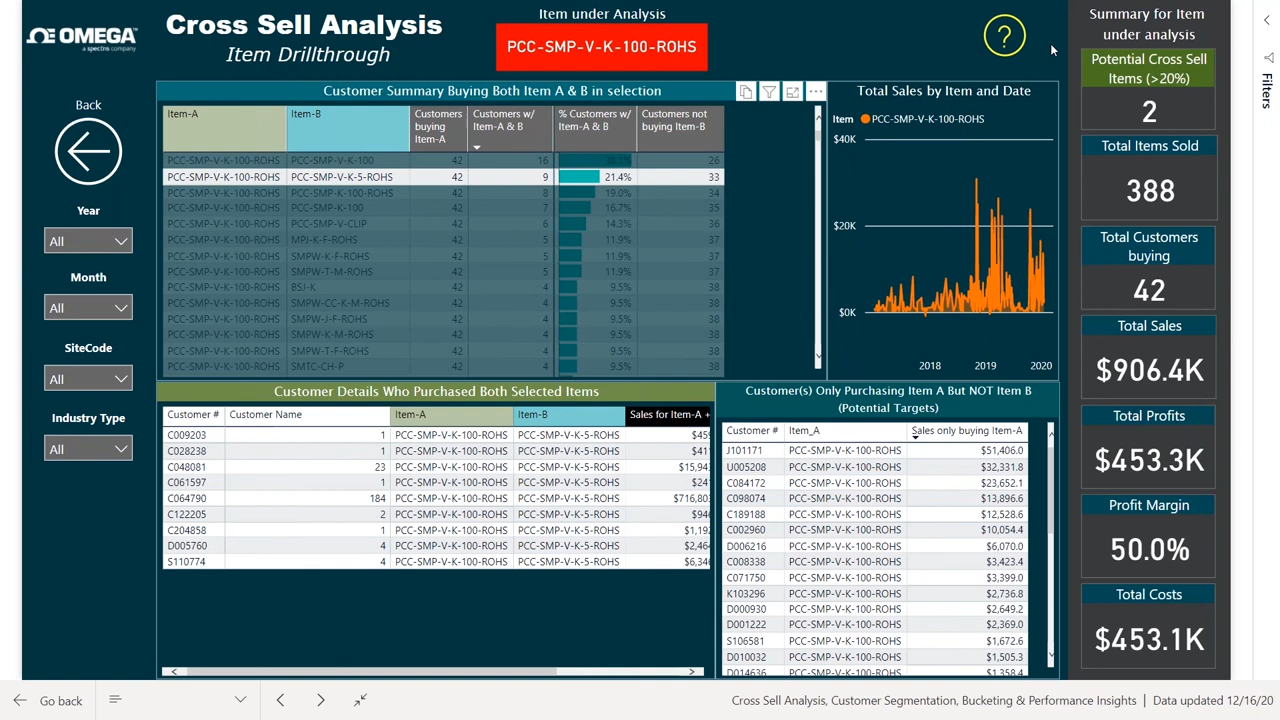 OMEGA
a spectris company
Cross Sell Analysis
Item Drillthrough
Item under Analysis
PCC-SMP-V-K-100-ROHS
?
Back
Year
All
Month
All
SiteCode
All
Industry Type
All
Customer Summary Buying Both Item A & B in selection
Item-A Item-B Customers buying Item-A Customers w/ Item-A & B % Customers w/ Item-A & B Customers not buying Item-B
PCC-SMP-V-K-100-ROHS PCC-SMP-V-K-100 42 16 38.1% 26
PCC-SMP-V-K-100-ROHS PCC-SMP-V-K-5-ROHS 42 9 21.4% 33
PCC-SMP-V-K-100-ROHS PCC-SMP-K-100-ROHS 42 8 19.0% 34
PCC-SMP-V-K-100-ROHS PCC-SMP-K-100 42 7 16.7% 35
PCC-SMP-V-K-100-ROHS PCC-SMP-V-CLIP 42 6 14.3% 36
PCC-SMP-V-K-100-ROHS MPJ-K-F-ROHS 42 5 11.9% 37
PCC-SMP-V-K-100-ROHS SMPW-K-F-ROHS 42 5 11.9% 37
PCC-SMP-V-K-100-ROHS SMPW-T-M-ROHS 42 5 11.9% 37
PCC-SMP-V-K-100-ROHS BSJ-K 42 4 9.5% 38
PCC-SMP-V-K-100-ROHS SMPW-CC-K-M-ROHS 42 4 9.5% 38
PCC-SMP-V-K-100-ROHS SMPW-J-F-ROHS 42 4 9.5% 38
PCC-SMP-V-K-100-ROHS SMPW-K-M-ROHS 42 4 9.5% 38
PCC-SMP-V-K-100-ROHS SMPW-T-F-ROHS 42 4 9.5% 38
PCC-SMP-V-K-100-ROHS SMTC-CH-P 42 4 9.5% 38
Total Sales by Item and Date
Item PCC-SMP-V-K-100-ROHS
$40K
$20K
$0K
2018 2019 2020
Customer Details Who Purchased Both Selected Items
Customer # Customer Name Item-A Item-B Sales for Item-A +
C009203 1 PCC-SMP-V-K-100-ROHS PCC-SMP-V-K-5-ROHS $459
C028238 1 PCC-SMP-V-K-100-ROHS PCC-SMP-V-K-5-ROHS $411
C048081 23 PCC-SMP-V-K-100-ROHS PCC-SMP-V-K-5-ROHS $15,943
C061597 1 PCC-SMP-V-K-100-ROHS PCC-SMP-V-K-5-ROHS $241
C064790 184 PCC-SMP-V-K-100-ROHS PCC-SMP-V-K-5-ROHS $716,803
C122205 2 PCC-SMP-V-K-100-ROHS PCC-SMP-V-K-5-ROHS
C204858 1 PCC-SMP-V-K-100-ROHS PCC-SMP-V-K-5-ROHS $1,192
D005760 4 PCC-SMP-V-K-100-ROHS PCC-SMP-V-K-5-ROHS $2,464
S110774 4 PCC-SMP-V-K-100-ROHS PCC-SMP-V-K-5-ROHS $6,346
Customer(s) Only Purchasing Item A But NOT Item B
(Potential Targets)
Customer # Item_A Sales only buying Item-A
J101171 PCC-SMP-V-K-100-ROHS $51,406.0
U005208 PCC-SMP-V-K-100-ROHS $32,331.8
C084172 PCC-SMP-V-K-100-ROHS $23,652.1
C098074 PCC-SMP-V-K-100-ROHS $13,896.6
C189188 PCC-SMP-V-K-100-ROHS $12,528.6
C002960 PCC-SMP-V-K-100-ROHS $10,054.4
D006216 PCC-SMP-V-K-100-ROHS $6,070.0
C008338 PCC-SMP-V-K-100-ROHS $3,423.4
C071750 PCC-SMP-V-K-100-ROHS $3,399.0
K103296 PCC-SMP-V-K-100-ROHS $2,736.8
D000930 PCC-SMP-V-K-100-ROHS $2,649.2
D001222 PCC-SMP-V-K-100-ROHS $2,369.0
S106581 PCC-SMP-V-K-100-ROHS $1,672.6
D010032 PCC-SMP-V-K-100-ROHS $1,505.3
D014636 PCC-SMP-V-K-100-ROHS $1,358.4
Summary for Item
under analysis
Potential Cross Sell
Items (>20%)
2
Total Items Sold
388
Total Customers
buying
42
Total Sales
$906.4K
Total Profits
$453.3K
Profit Margin
50.0%
Total Costs
$453.1K
Filters
Go back
Cross Sell Analysis, Customer Segmentation, Bucketing & Performance Insights | Data updated 12/16/20